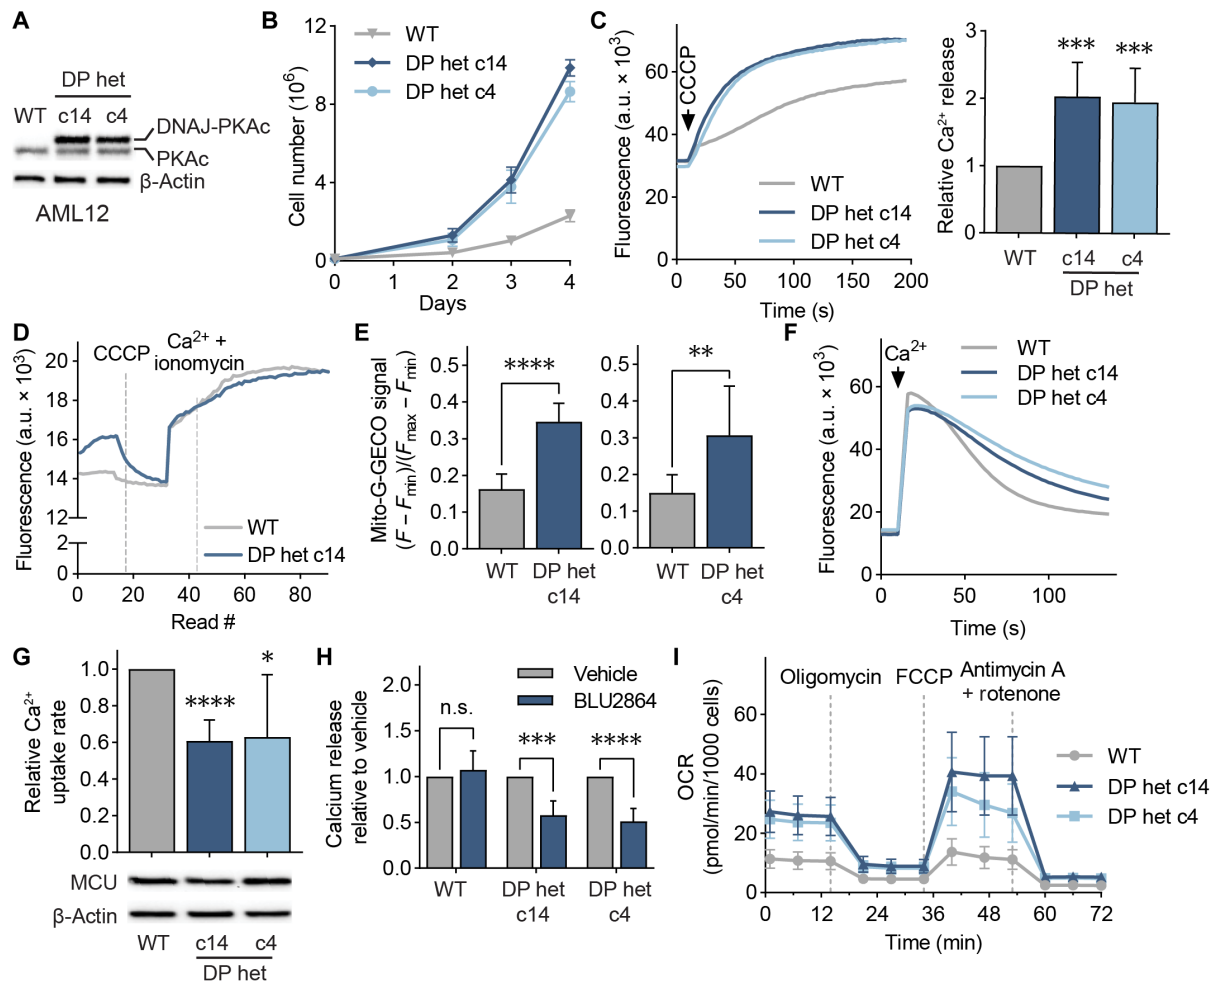 A
DP het
WT c14 c4
DNAJ-PKAc
PKAc
β-Actin
AML12
B
Cell number (10⁶)
12
8
4
0
0 1 2 3 4
Days
WT
DP het c14
DP het c4
C
Fluorescence (a.u. × 10³)
60
40
20
0
0 50 100 150 200
Time (s)
CCCP
WT
DP het c14
DP het c4
Relative Ca²⁺ release
3
2
1
0
*** ***
WT c14 c4
DP het
D
Fluorescence (a.u. × 10³)
20
18
16
14
12
2
0
0 20 40 60 80
Read #
CCCP
Ca²⁺ +
ionomycin
WT
DP het c14
E
Mito-G-GECO signal
(F − Fmin)/(Fmax − Fmin)
0.5
0.4
0.3
0.2
0.1
0.0
****
WT DP het
c14
0.5
0.4
0.3
0.2
0.1
0.0
**
WT DP het
c4
F
Fluorescence (a.u. × 10³)
60
40
20
0
0 50 100
Time (s)
Ca²⁺
WT
DP het c14
DP het c4
G
Relative Ca²⁺
uptake rate
1.0
0.8
0.6
0.4
0.2
0.0
**** *
MCU
β-Actin
WT c14 c4
DP het
H
Calcium release
relative to vehicle
2.0
1.5
1.0
0.5
0.0
Vehicle
BLU2864
n.s. *** ****
WT DP het DP het
c14 c4
I
OCR
(pmol/min/1000 cells)
60
40
20
0
0 12 24 36 48 60 72
Time (min)
Oligomycin FCCP Antimycin A
+ rotenone
WT
DP het c14
DP het c4